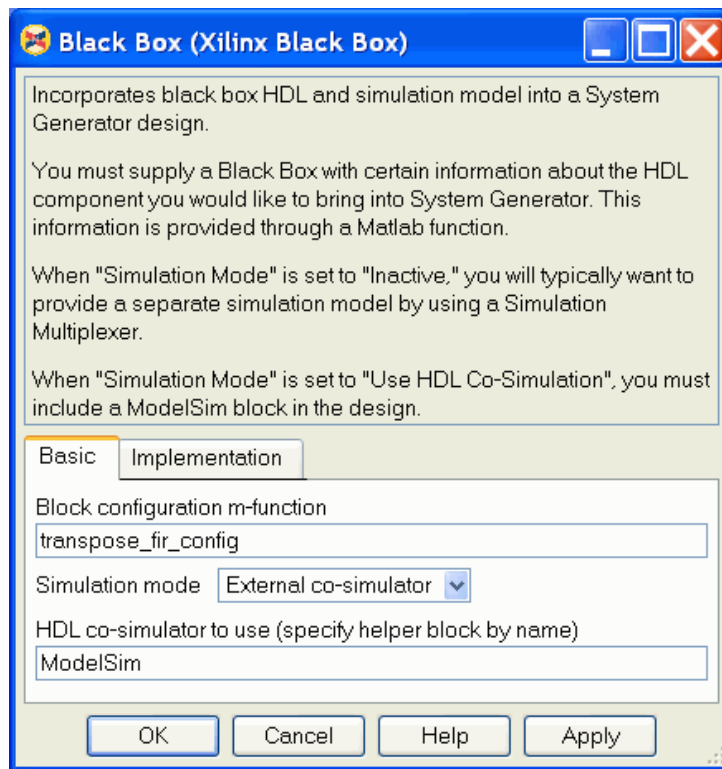 Black Box (Xilinx Black Box)
Incorporates black box HDL and simulation model into a System
Generator design.
You must supply a Black Box with certain information about the HDL
component you would like to bring into System Generator. This
information is provided through a Matlab function.
When "Simulation Mode" is set to "Inactive," you will typically want to
provide a separate simulation model by using a Simulation
Multiplexer.
When "Simulation Mode" is set to "Use HDL Co-Simulation", you must
include a ModelSim block in the design.
Basic Implementation
Block configuration m-function
transpose_fir_config
Simulation mode External co-simulator
HDL co-simulator to use (specify helper block by name)
ModelSim
OK Cancel Help Apply